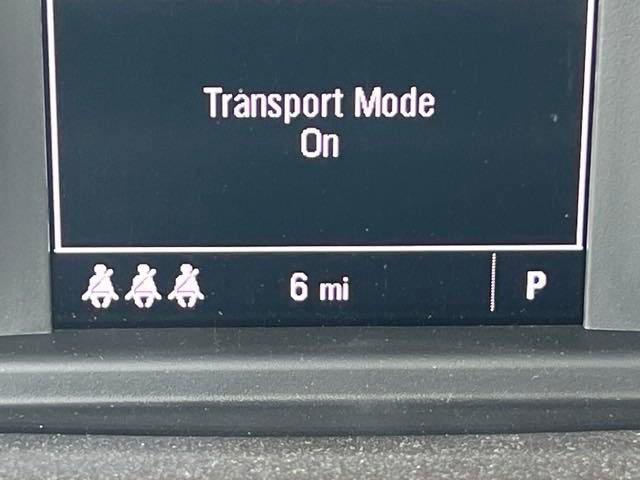 Transport Mode
On
6 mi P